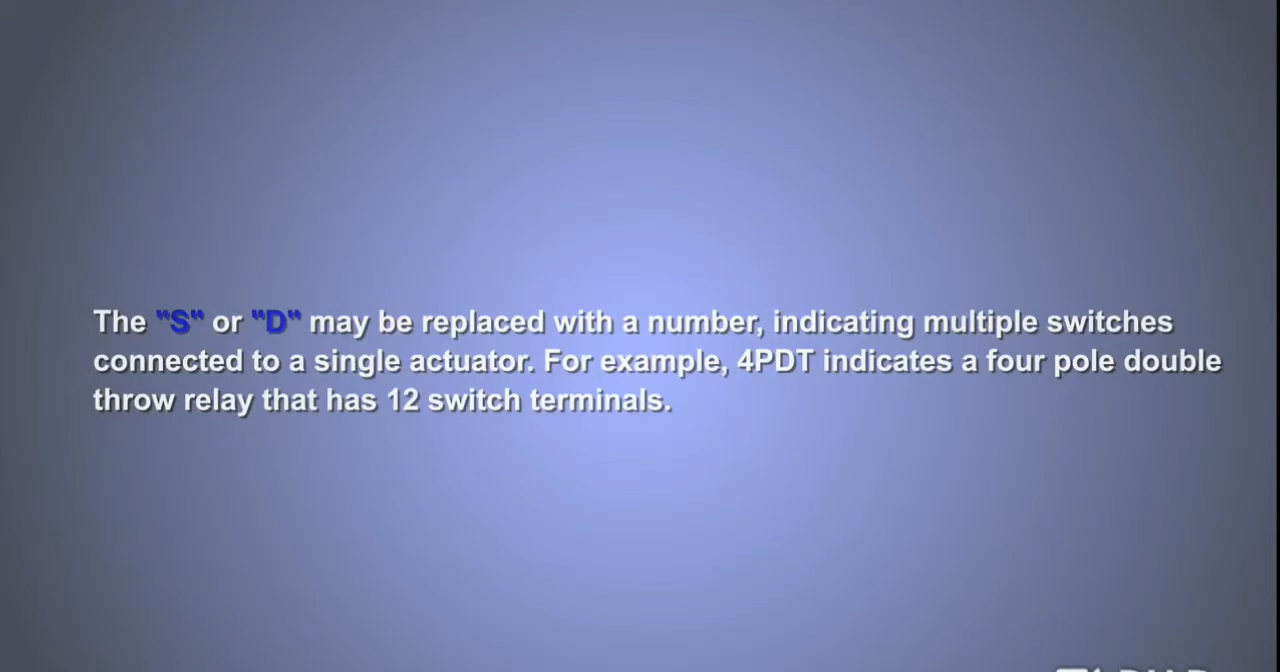 The "S" or "D" may be replaced with a number, indicating multiple switches
connected to a single actuator. For example, 4PDT indicates a four pole double
throw relay that has 12 switch terminals.